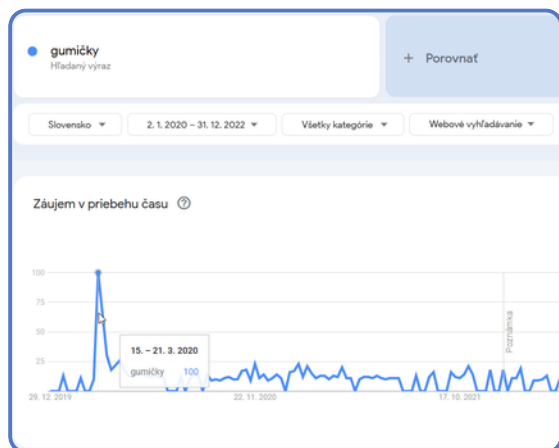 gumičky
Hľadaný výraz
+ Porovnať
Slovensko
2. 1. 2020 – 31. 12. 2022
Všetky kategórie
Webové vyhľadávanie
Záujem v priebehu času
100
75
50
25
Poznámka
15. – 21. 3. 2020
gumičky 100
29. 12. 2019
22. 11. 2020
17. 10. 2021